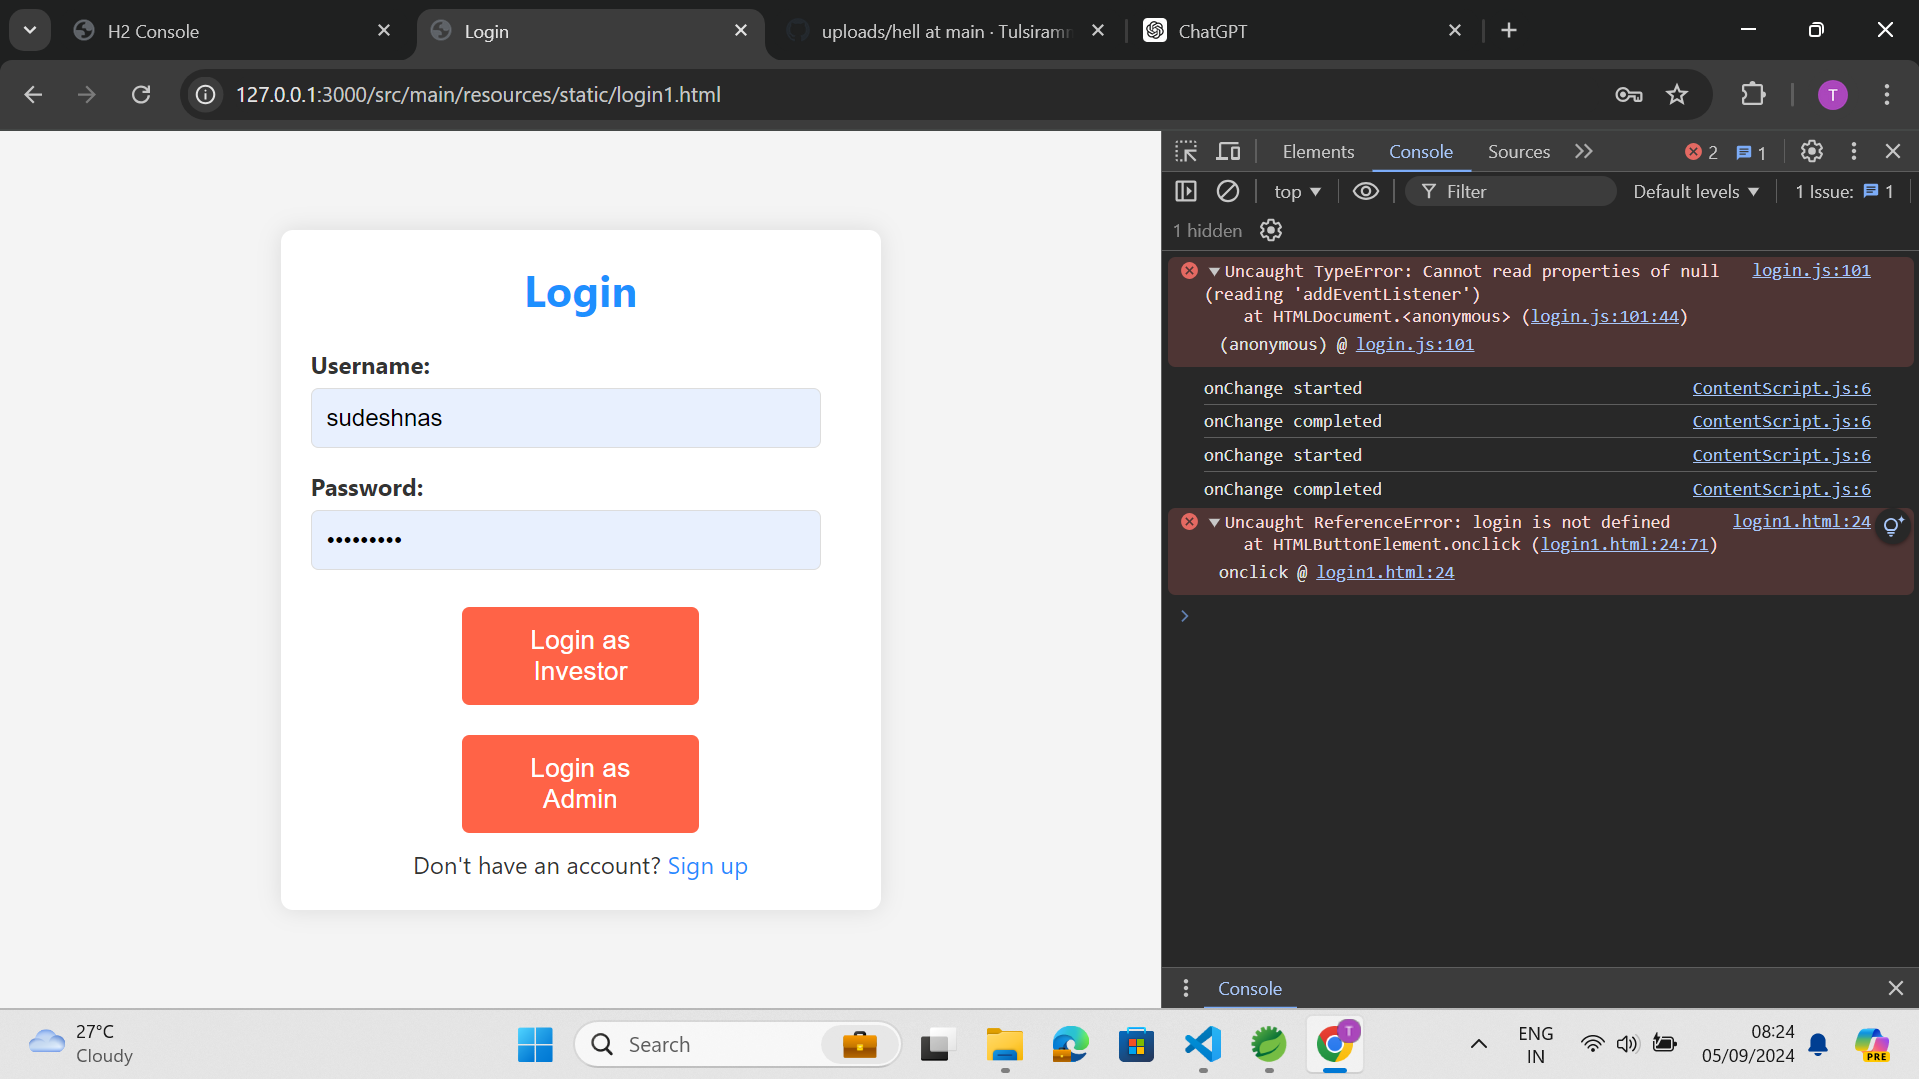 H2 Console
Login
uploads/hell at main · Tulsiram
ChatGPT
127.0.0.1:3000/src/main/resources/static/login1.html
T
Login
Username:
sudeshnas
Password:
•••••••••
Login as
Investor
Login as
Admin
Don't have an account? Sign up
Elements
Console
Sources
2
1
top
Filter
Default levels
1 Issue: 1
1 hidden
Uncaught TypeError: Cannot read properties of null login.js:101
(reading 'addEventListener')
at HTMLDocument.<anonymous> (login.js:101:44)
(anonymous) @ login.js:101
onChange started ContentScript.js:6
onChange completed ContentScript.js:6
onChange started ContentScript.js:6
onChange completed ContentScript.js:6
Uncaught ReferenceError: login is not defined login1.html:24
at HTMLButtonElement.onclick (login1.html:24:71)
onclick @ login1.html:24
Console
27°C
Cloudy
Search
T
ENG
IN
08:24
05/09/2024
PRE